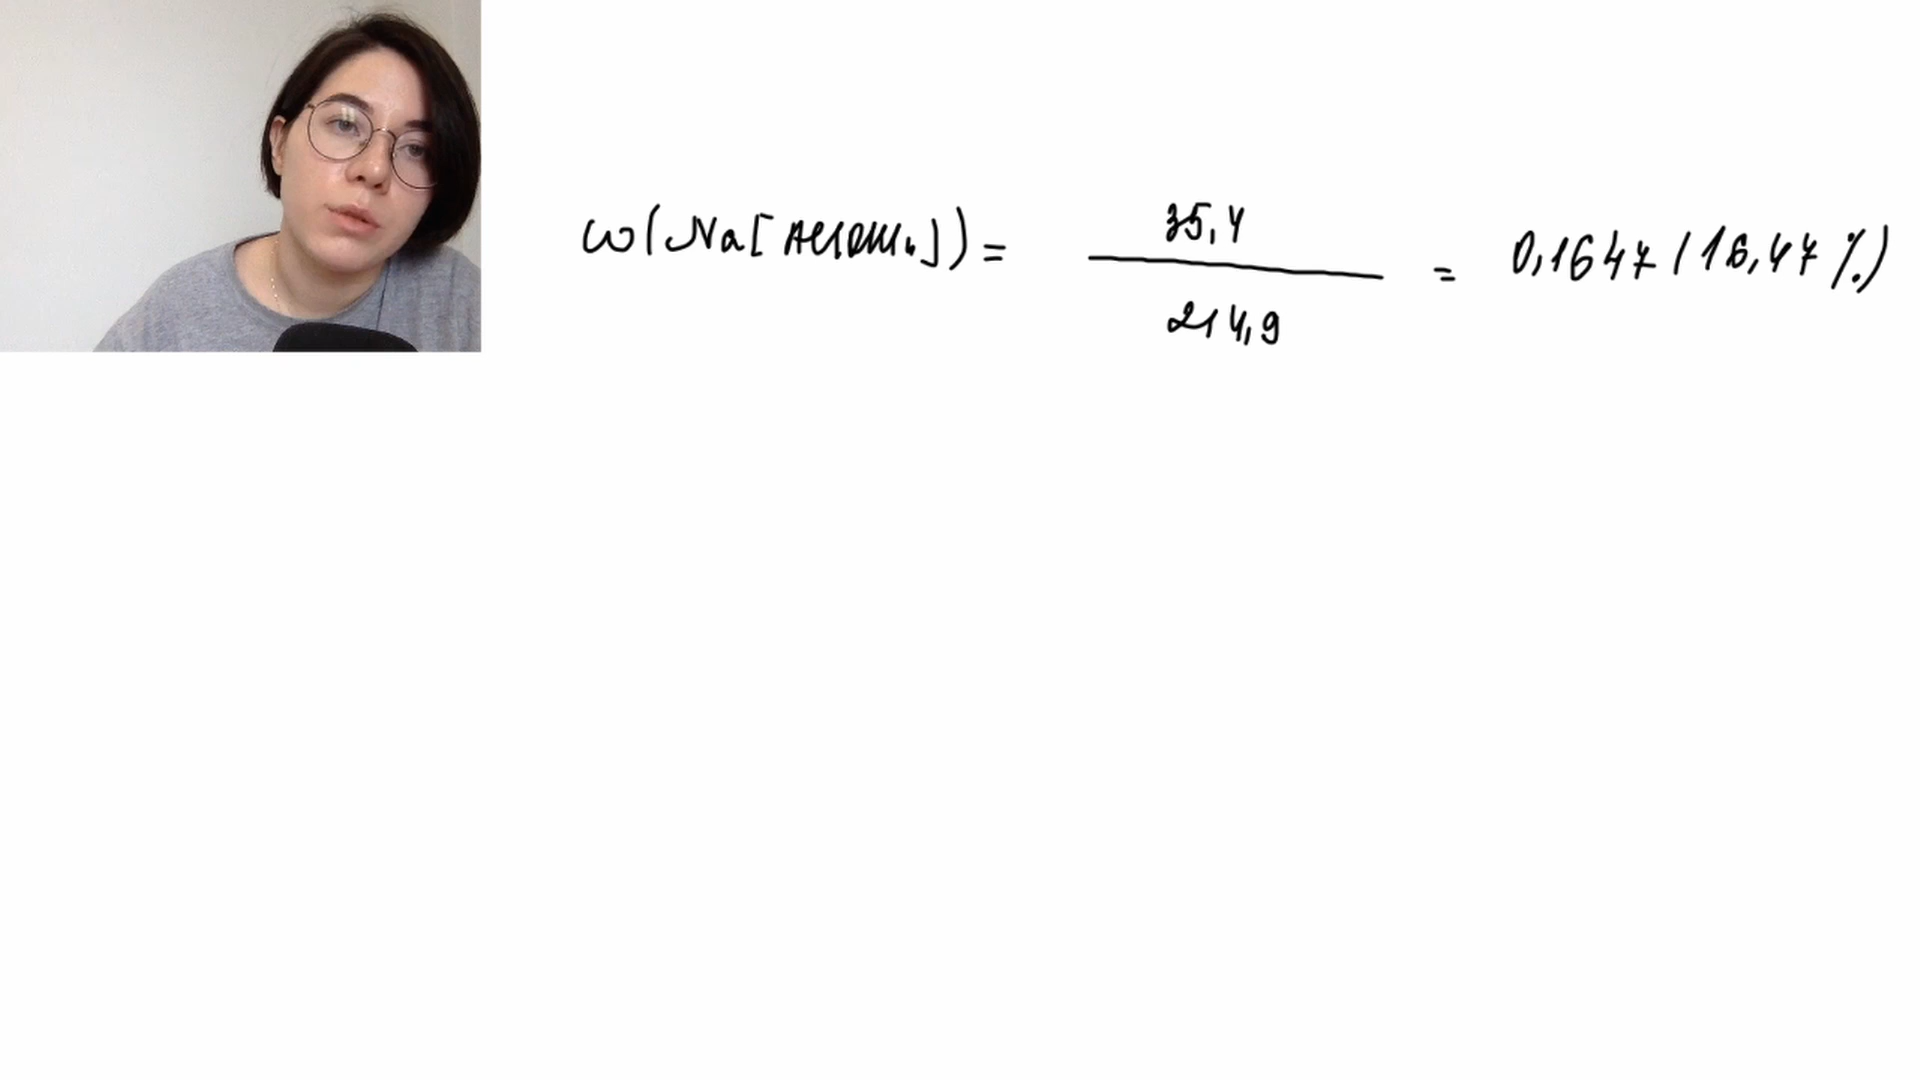 ω(Na[Al(OH)₄]) = 35,4 / 214,9 = 0,1647 (16,47 %)